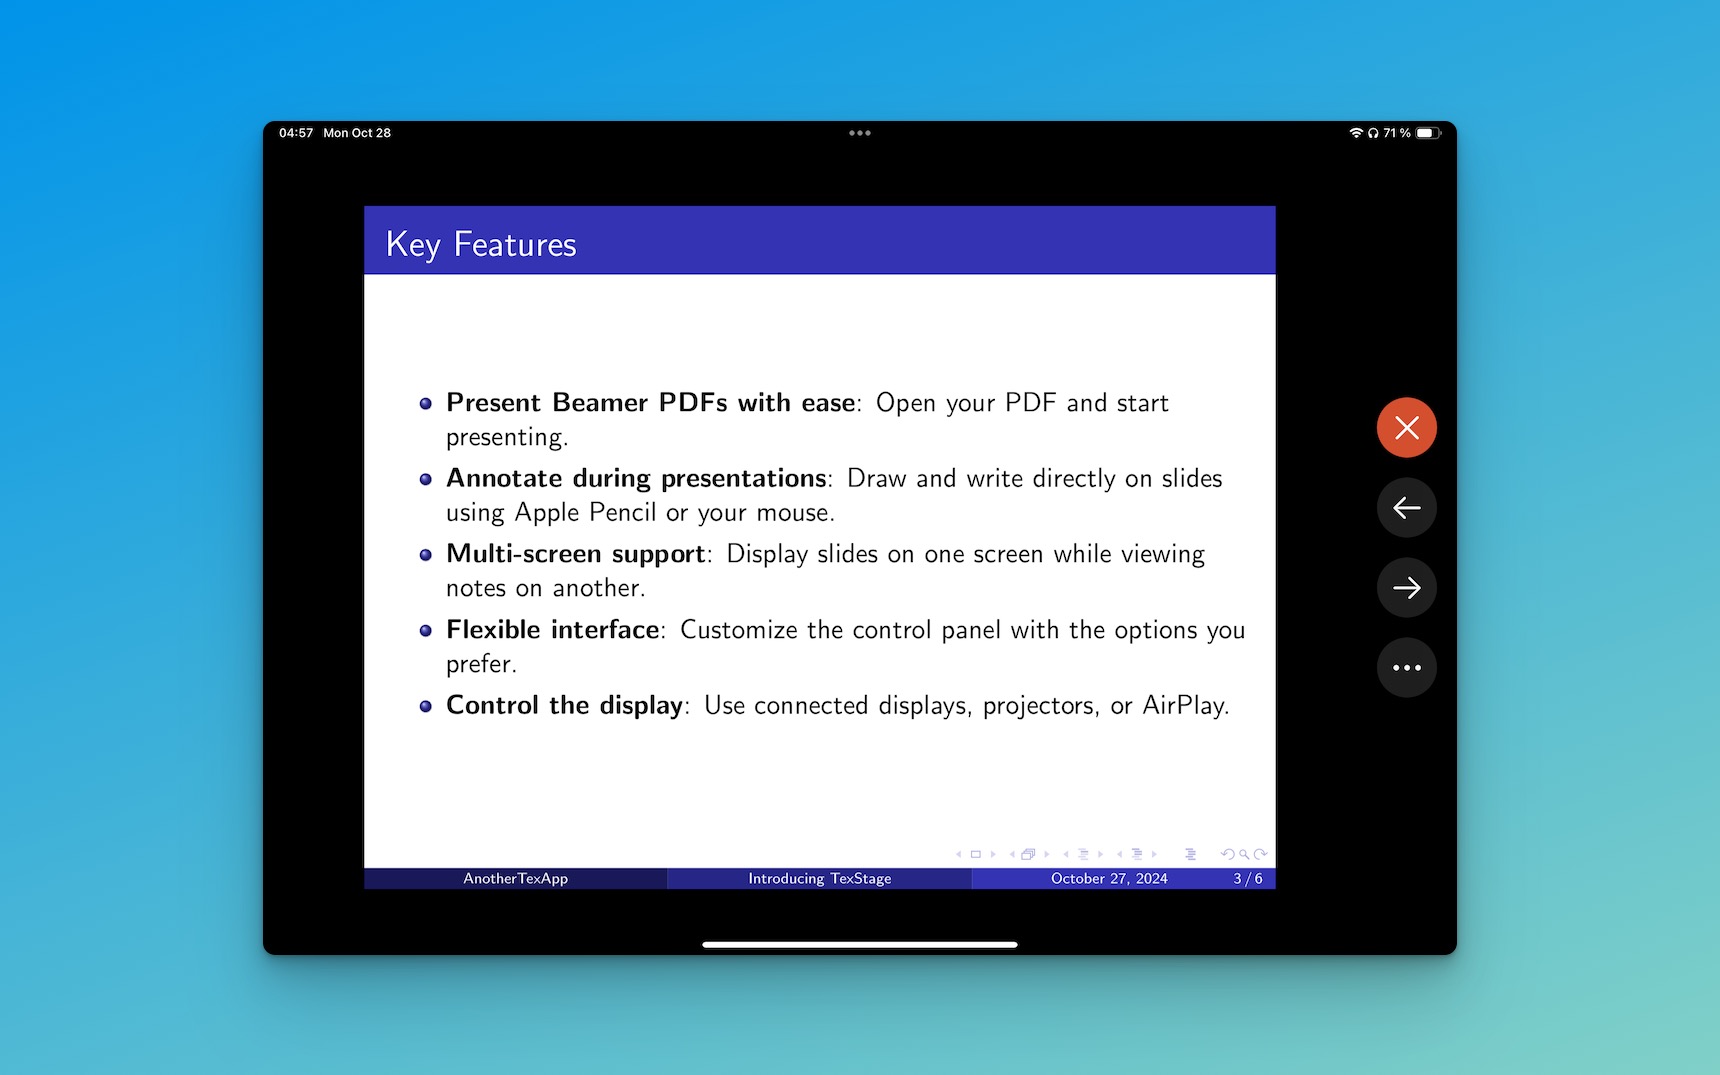 04:57 Mon Oct 28
71 %
Key Features
Present Beamer PDFs with ease: Open your PDF and start
presenting.
Annotate during presentations: Draw and write directly on slides
using Apple Pencil or your mouse.
Multi-screen support: Display slides on one screen while viewing
notes on another.
Flexible interface: Customize the control panel with the options you
prefer.
Control the display: Use connected displays, projectors, or AirPlay.
AnotherTexApp
Introducing TexStage
October 27, 2024
3 / 6